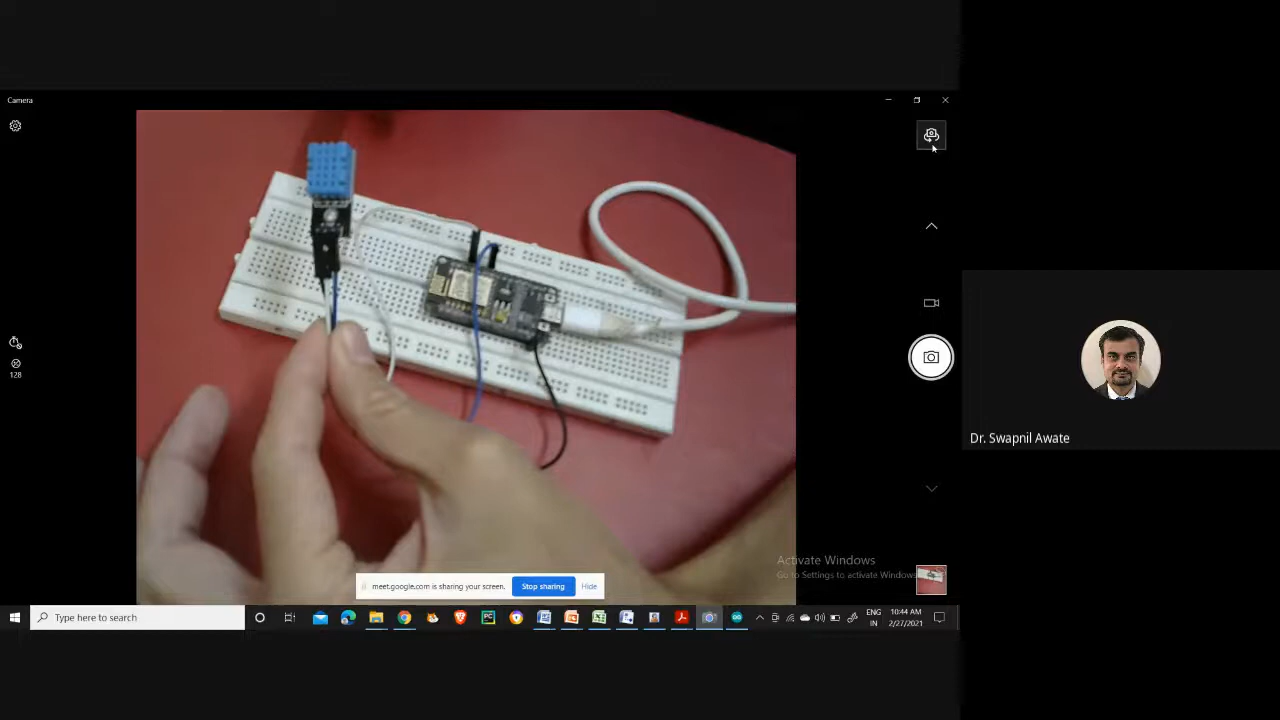 Camera
128
Dr. Swapnil Awate
Activate Windows
Go to Settings to activate Windows
meet.google.com is sharing your screen.
Stop sharing
Hide
Type here to search
PC
ENG
IN
10:44 AM
2/27/2021